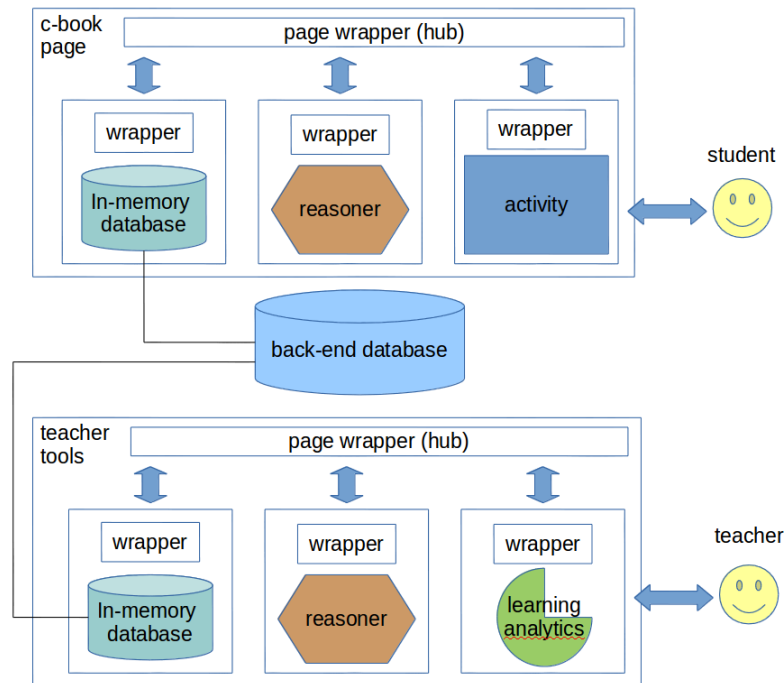 c-book
page
page wrapper (hub)
wrapper
wrapper
wrapper
In-memory
database
reasoner
activity
student
back-end database
teacher
tools
page wrapper (hub)
wrapper
wrapper
wrapper
In-memory
database
reasoner
learning
analytics
teacher